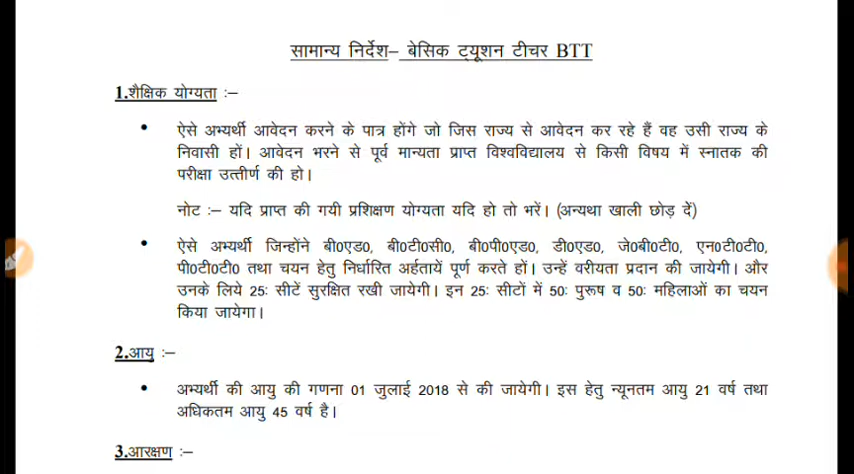 सामान्य निर्देश– बेसिक ट्यूशन टीचर BTT
1.शैक्षिक योग्यता :–
• ऐसे अभ्यर्थी आवेदन करने के पात्र होंगे जो जिस राज्य से आवेदन कर रहे हैं वह उसी राज्य के
निवासी हों। आवेदन भरने से पूर्व मान्यता प्राप्त विश्वविद्यालय से किसी विषय में स्नातक की
परीक्षा उत्तीर्ण की हो।
नोट :– यदि प्राप्त की गयी प्रशिक्षण योग्यता यदि हो तो भरें। (अन्यथा खाली छोड़ दें)
• ऐसे अभ्यर्थी जिन्होंने बी0एड0, बी0टी0सी0, बी0पी0एड0, डी0एड0, जे0बी0टी0, एन0टी0टी0,
पी0टी0टी0 तथा चयन हेतु निर्धारित अर्हतायें पूर्ण करते हों। उन्हें वरीयता प्रदान की जायेगी। और
उनके लिये 25: सीटें सुरक्षित रखी जायेगी। इन 25: सीटों में 50: पुरूष व 50: महिलाओं का चयन
किया जायेगा।
2.आयु :–
• अभ्यर्थी की आयु की गणना 01 जुलाई 2018 से की जायेगी। इस हेतु न्यूनतम आयु 21 वर्ष तथा
अधिकतम आयु 45 वर्ष है।
3.आरक्षण :–